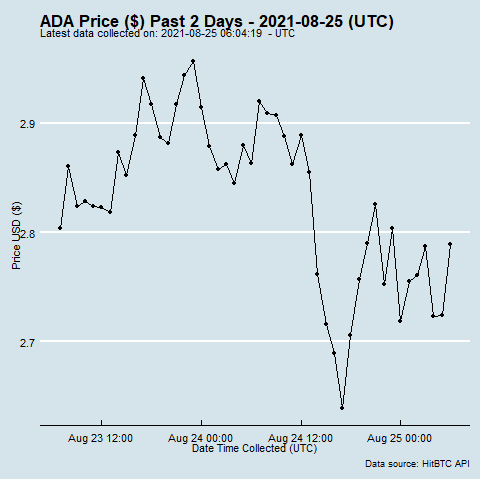 ADA Price ($) Past 2 Days - 2021-08-25 (UTC)
Latest data collected on: 2021-08-25 06:04:19 - UTC
2.9
2.8
2.7
Price USD ($)
Aug 23 12:00 Aug 24 00:00 Aug 24 12:00 Aug 25 00:00
Date Time Collected (UTC)
Data source: HitBTC API